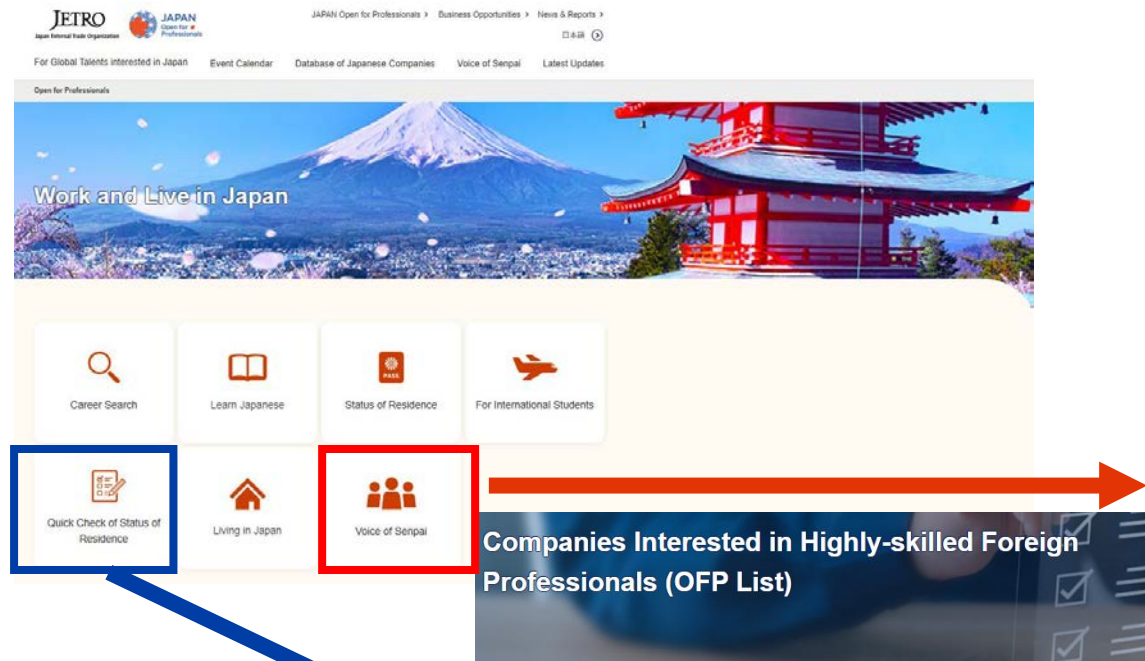 JETRO
Japan External Trade Organization
JAPAN
Open for
Professionals
JAPAN Open for Professionals > Business Opportunities > News & Reports >
日本語
For Global Talents interested in Japan Event Calendar Database of Japanese Companies Voice of Senpai Latest Updates
Open for Professionals
Work and Live in Japan
Career Search
Learn Japanese
PASS
Status of Residence
For International Students
Quick Check of Status of
Residence
Living in Japan
Voice of Senpai
Companies Interested in Highly-skilled Foreign
Professionals (OFP List)